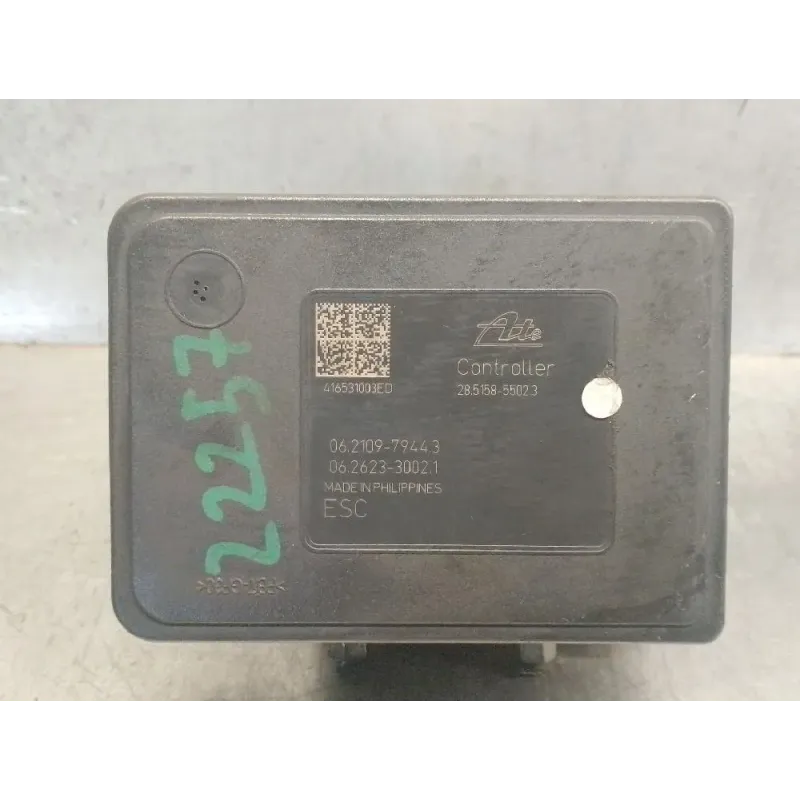 Ate
Controller
28.5158-5502.3
416531003ED
06.2109-7944.3
06.2623-3002.1
MADE IN PHILIPPINES
ESC
22257